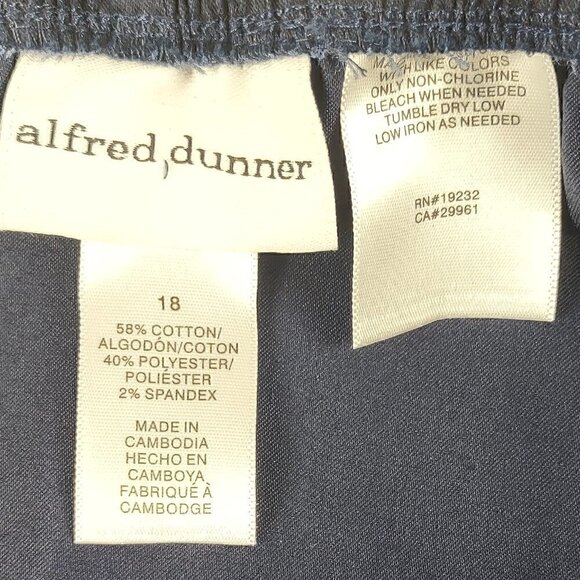 alfred dunner
18
58% COTTON/
ALGODÓN/COTON
40% POLYESTER/
POLIÉSTER
2% SPANDEX
MADE IN
CAMBODIA
HECHO EN
CAMBOYA
FABRIQUÉ À
CAMBODGE
LIKE COLORS
ONLY NON-CHLORINE
BLEACH WHEN NEEDED
TUMBLE DRY LOW
LOW IRON AS NEEDED
RN#19232
CA#29961